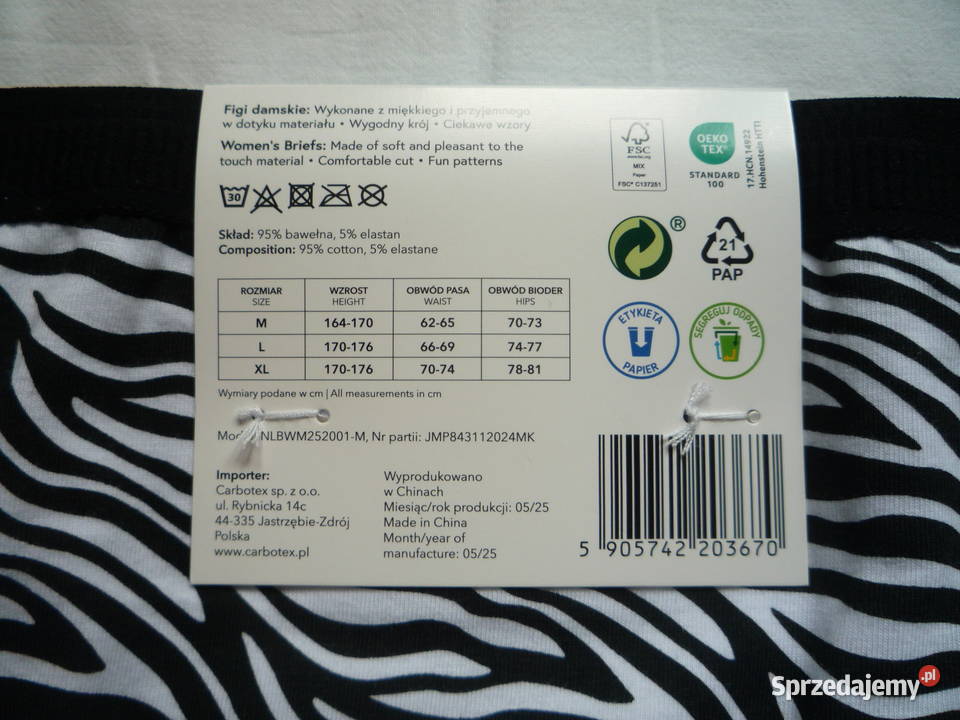 Figi damskie: Wykonane z miękkiego i przyjemnego
w dotyku materiału • Wygodny krój • Ciekawe wzory
Women's Briefs: Made of soft and pleasant to the
touch material • Comfortable cut • Fun patterns
30
Skład: 95% bawełna, 5% elastan
Composition: 95% cotton, 5% elastane
ROZMIAR WZROST OBWÓD PASA OBWÓD BIODER
SIZE HEIGHT WAIST HIPS
M 164-170 62-65 70-73
L 170-176 66-69 74-77
XL 170-176 70-74 78-81
Wymiary podane w cm | All measurements in cm
NLBWM252001-M, Nr partii: JMP843112024MK
Importer:
Carbotex sp. z o.o.
ul. Rybnicka 14c
44-335 Jastrzębie-Zdrój
Polska
www.carbotex.pl
Wyprodukowano
w Chinach
Miesiąc/rok produkcji: 05/25
Made in China
Month/year of
manufacture: 05/25
FSC
www.fsc.org
MIX
Paper
FSC® C137251
OEKO
TEX®
STANDARD
100
17.HCN.14922
Hohenstein HTTI
®
21
PAP
ETYKIETA
PAPIER
SEGREGUJ ODPADY
5 905742 203670
Sprzedajemy.pl